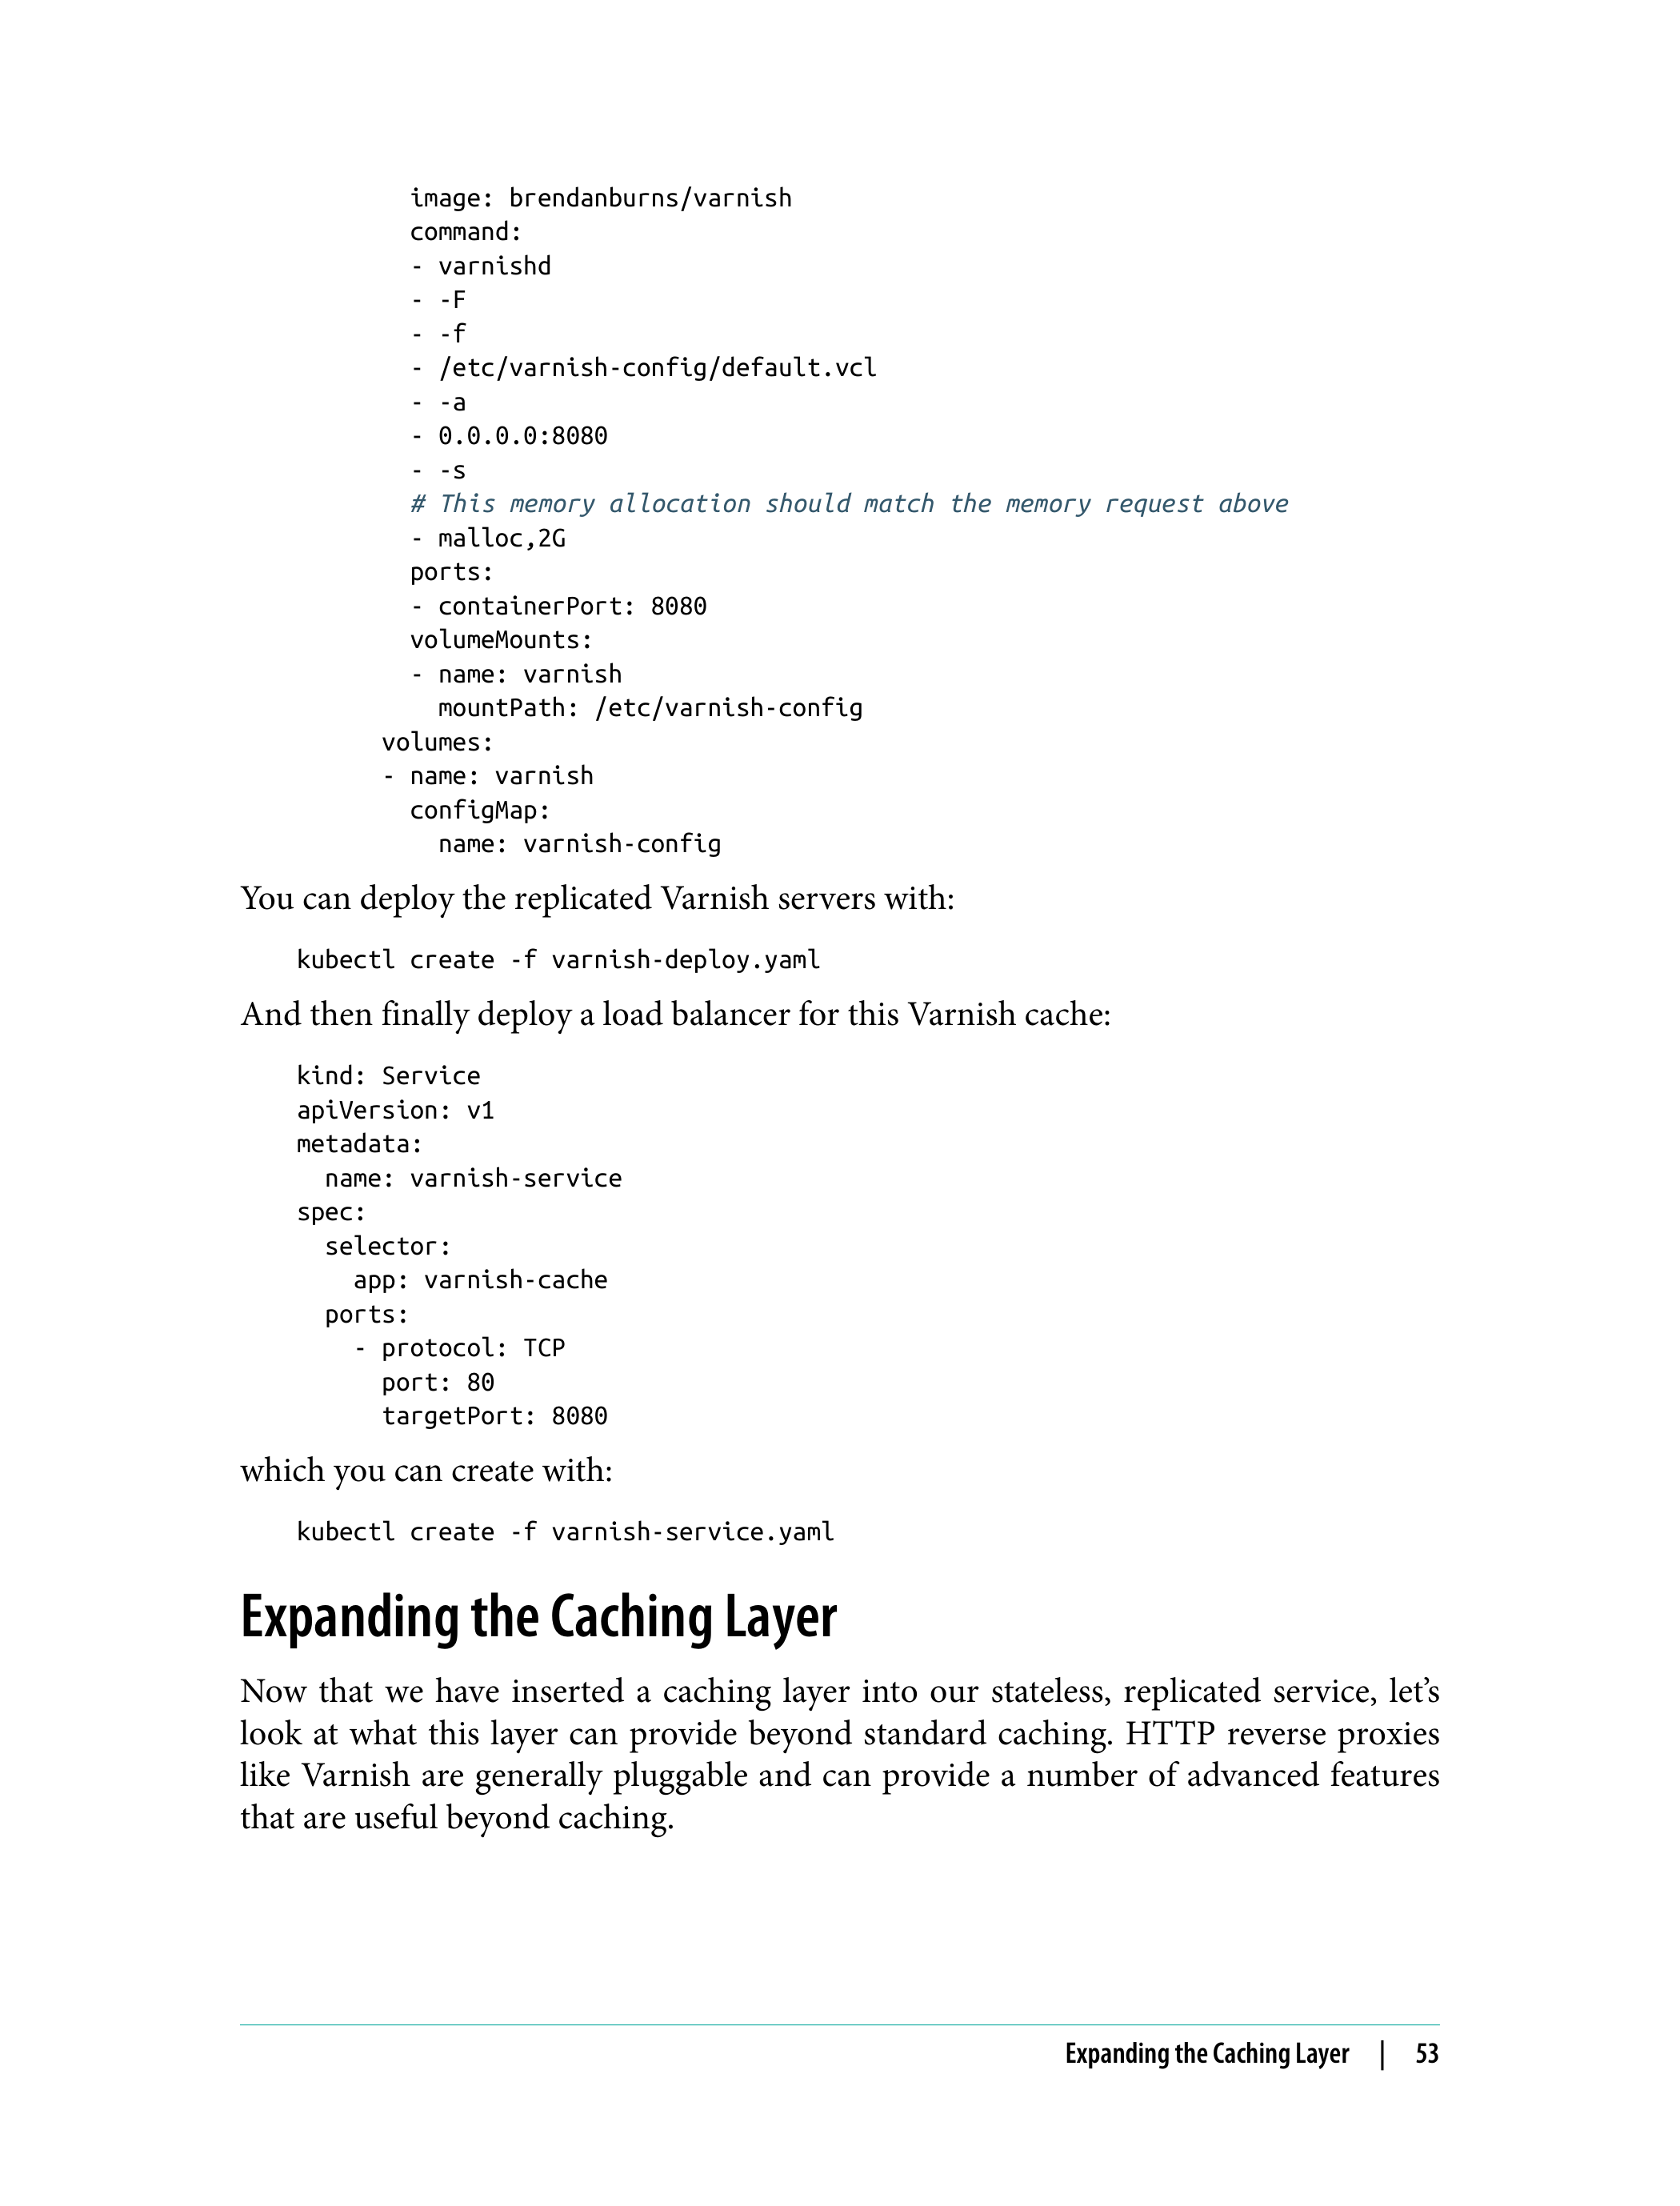 image: brendanburns/varnish
command:
- varnishd
- -F
- -f
- /etc/varnish-config/default.vcl
- -a
- 0.0.0.0:8080
- -s
# This memory allocation should match the memory request above
- malloc,2G
ports:
- containerPort: 8080
volumeMounts:
- name: varnish
mountPath: /etc/varnish-config
volumes:
- name: varnish
configMap:
name: varnish-config
You can deploy the replicated Varnish servers with:
kubectl create -f varnish-deploy.yaml
And then finally deploy a load balancer for this Varnish cache:
kind: Service
apiVersion: v1
metadata:
name: varnish-service
spec:
selector:
app: varnish-cache
ports:
- protocol: TCP
port: 80
targetPort: 8080
which you can create with:
kubectl create -f varnish-service.yaml
Expanding the Caching Layer
Now that we have inserted a caching layer into our stateless, replicated service, let’s
look at what this layer can provide beyond standard caching. HTTP reverse proxies
like Varnish are generally pluggable and can provide a number of advanced features
that are useful beyond caching.
Expanding the Caching Layer | 53